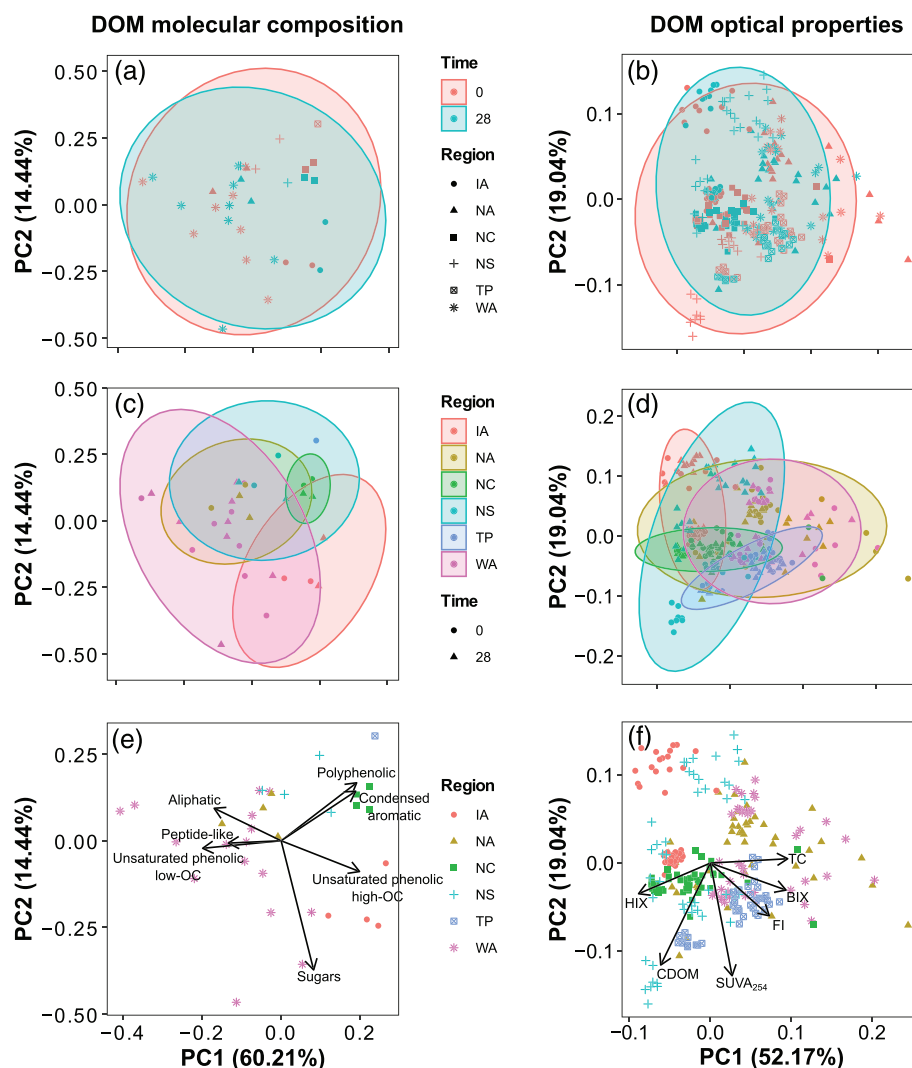 DOM molecular composition
DOM optical properties
(a)
0.50
0.25
0.00
−0.25
−0.50
PC2 (14.44%)
Time
0
28
Region
IA
NA
NC
NS
TP
WA
(b)
0.1
0.0
−0.1
PC2 (19.04%)
(c)
0.50
0.25
0.00
−0.25
−0.50
PC2 (14.44%)
Region
IA
NA
NC
NS
TP
WA
Time
0
28
(d)
0.2
0.1
0.0
−0.1
−0.2
PC2 (19.04%)
(e)
0.25
0.00
−0.25
−0.50
PC2 (14.44%)
Polyphenolic
Aliphatic
Condensed
aromatic
Peptide-like
Unsaturated phenolic
low-OC
Unsaturated phenolic
high-OC
Sugars
−0.4
−0.2
0.0
0.2
PC1 (60.21%)
Region
IA
NA
NC
NS
TP
WA
(f)
0.1
0.0
−0.1
PC2 (19.04%)
TC
BIX
HIX
FI
CDOM
SUVA254
−0.1
0.0
0.1
0.2
PC1 (52.17%)